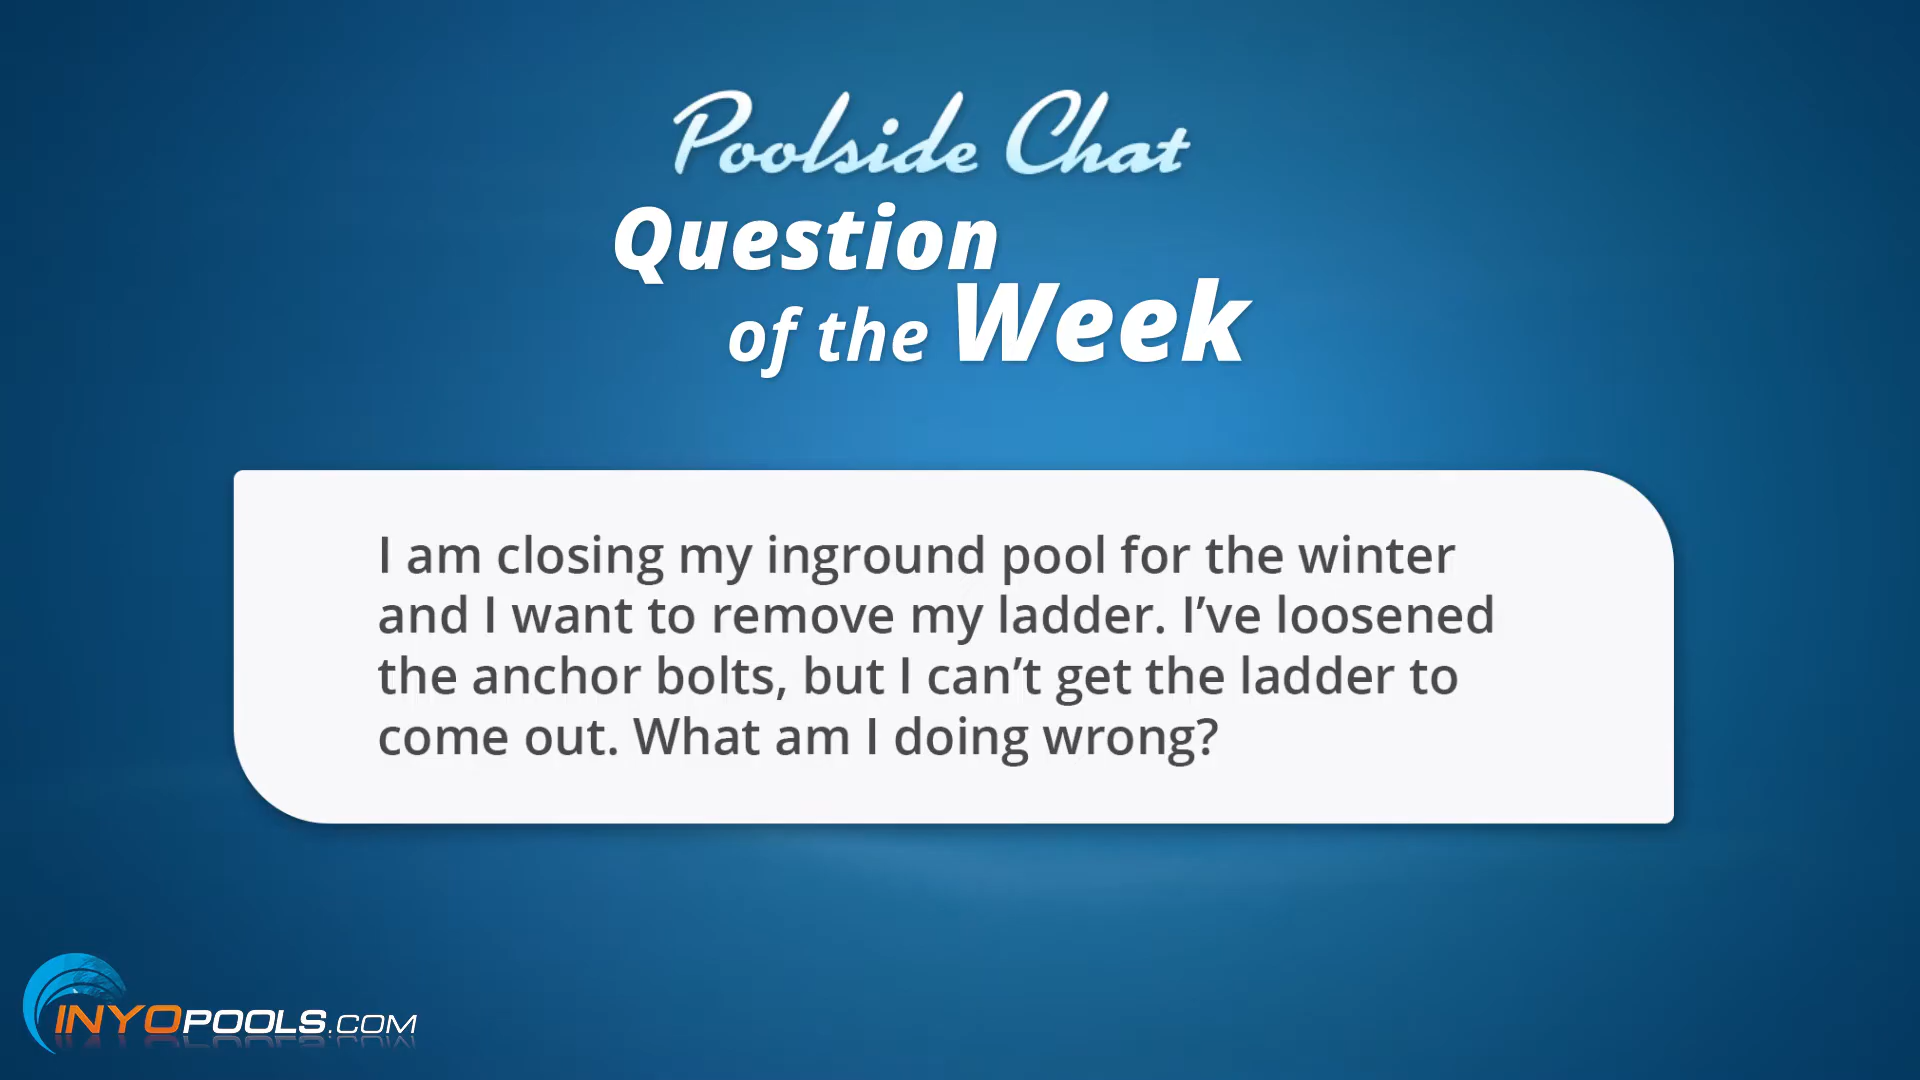 Poolside Chat
Question
of the Week
I am closing my inground pool for the winter
and I want to remove my ladder. I’ve loosened
the anchor bolts, but I can’t get the ladder to
come out. What am I doing wrong?
INYOPOOLS.COM